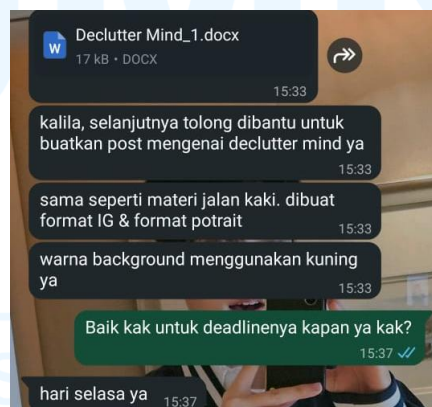 Declutter Mind_1.docx
W
17 kB • DOCX
15:33
kalila, selanjutnya tolong dibantu untuk
buatkan post mengenai declutter mind ya
15:33
sama seperti materi jalan kaki. dibuat
format IG & format potrait
15:33
warna background menggunakan kuning
ya
15:33
Baik kak untuk deadlinenya kapan ya kak?
15:37
hari selasa ya
15:37